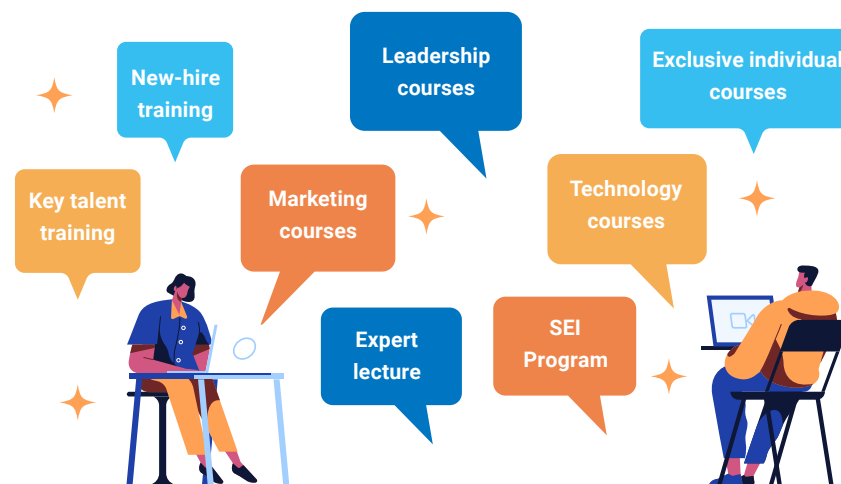 Leadership
courses
Exclusive individual
courses
New-hire
training
Key talent
training
Marketing
courses
Technology
courses
Expert
lecture
SEI
Program